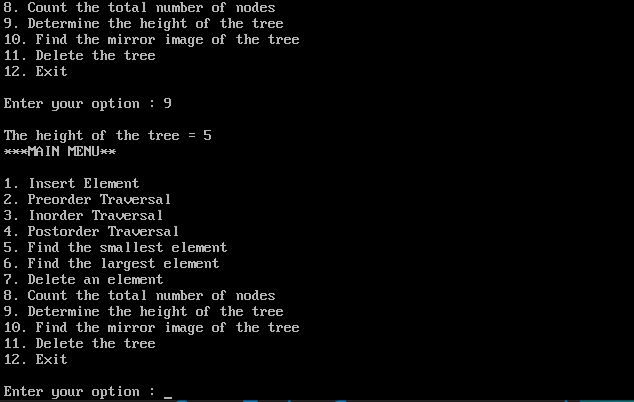 8. Count the total number of nodes
9. Determine the height of the tree
10. Find the mirror image of the tree
11. Delete the tree
12. Exit
Enter your option : 9
The height of the tree = 5
***MAIN MENU**
1. Insert Element
2. Preorder Traversal
3. Inorder Traversal
4. Postorder Traversal
5. Find the smallest element
6. Find the largest element
7. Delete an element
8. Count the total number of nodes
9. Determine the height of the tree
10. Find the mirror image of the tree
11. Delete the tree
12. Exit
Enter your option : _